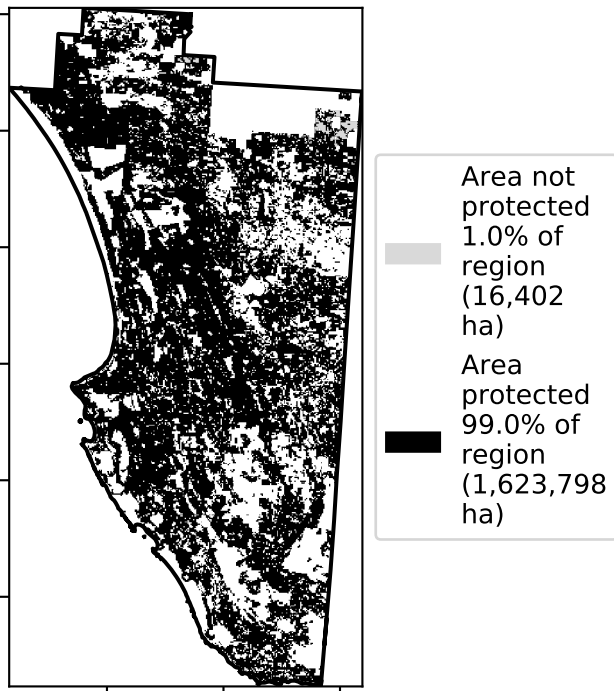 Area not
protected
1.0% of
region
(16,402
ha)
Area
protected
99.0% of
region
(1,623,798
ha)